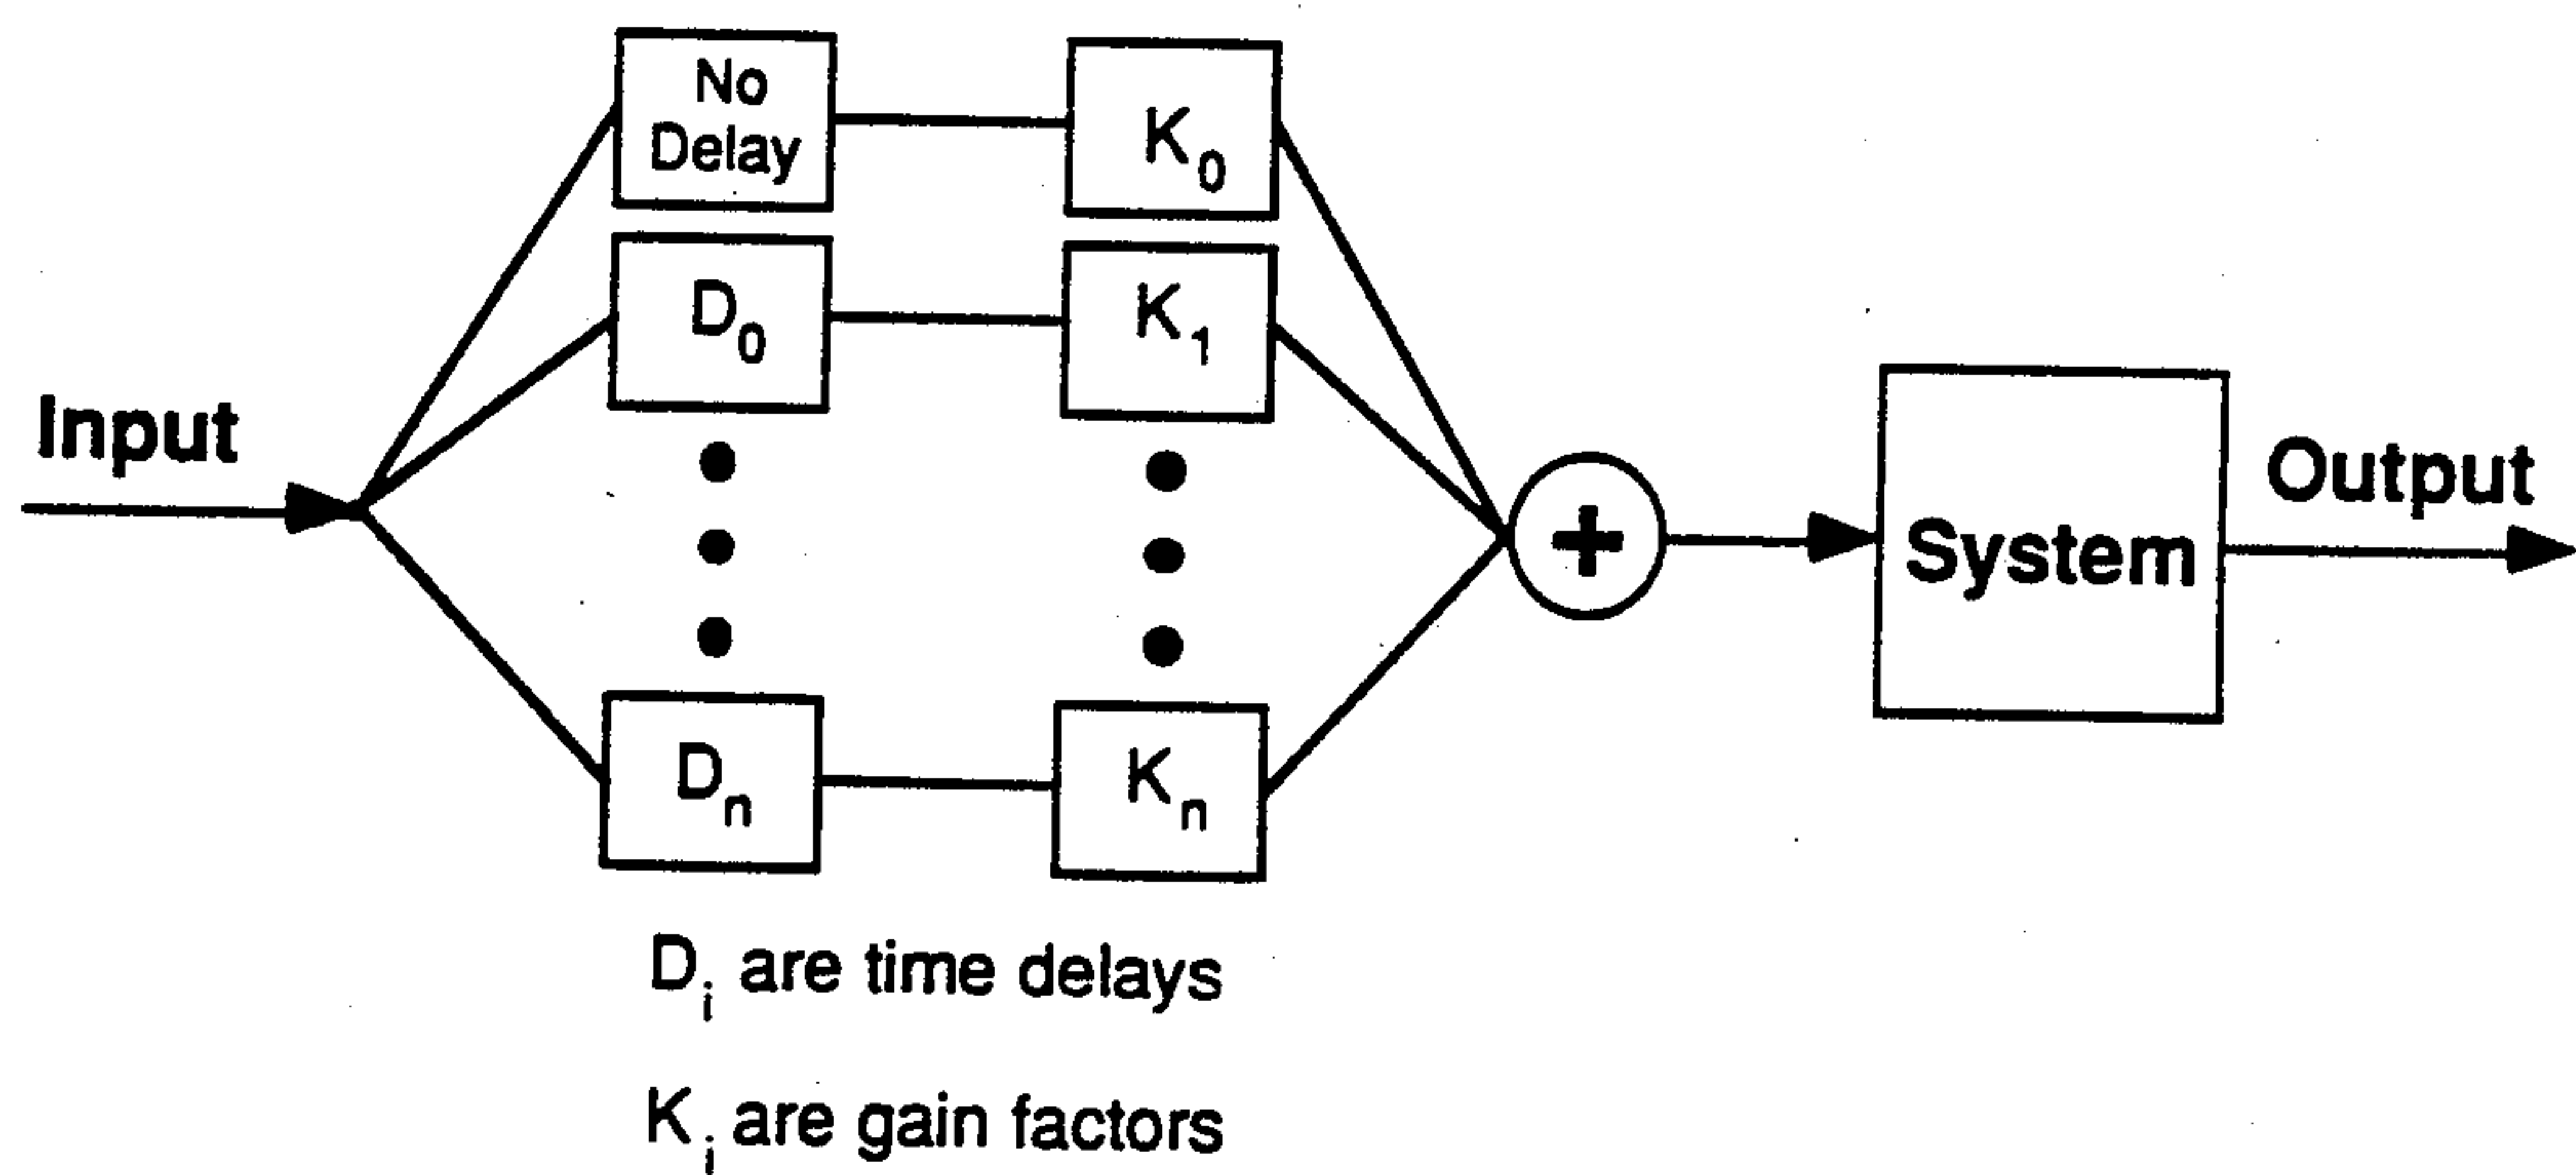 No
Delay
K₀
D₀
K₁
Input
+
System
Output
Dₙ
Kₙ
Dᵢ are time delays
Kᵢ are gain factors